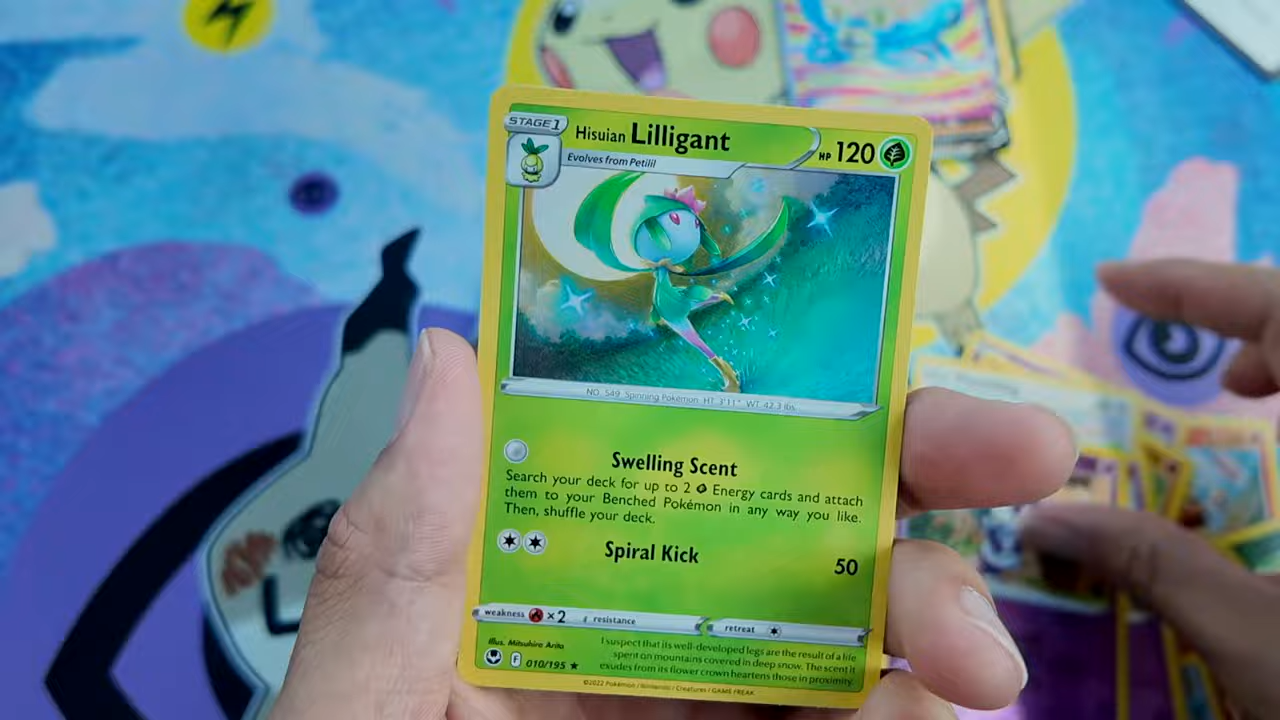 STAGE 1
Hisuian Lilligant
HP 120
Evolves from Petilil
NO. 549 Spinning Pokémon HT 3'11" WT. 42.3 lbs.
Swelling Scent
Search your deck for up to 2 Energy cards and attach
them to your Benched Pokémon in any way you like.
Then, shuffle your deck.
Spiral Kick 50
weakness ×2 resistance retreat
Illus. Mitsuhiro Arita
F 010/195 ★
I suspect that its well-developed legs are the result of a life
spent on mountains covered in deep snow. The scent it
exudes from its flower crown heartens those in proximity.
©2022 Pokémon / Nintendo / Creatures / GAME FREAK